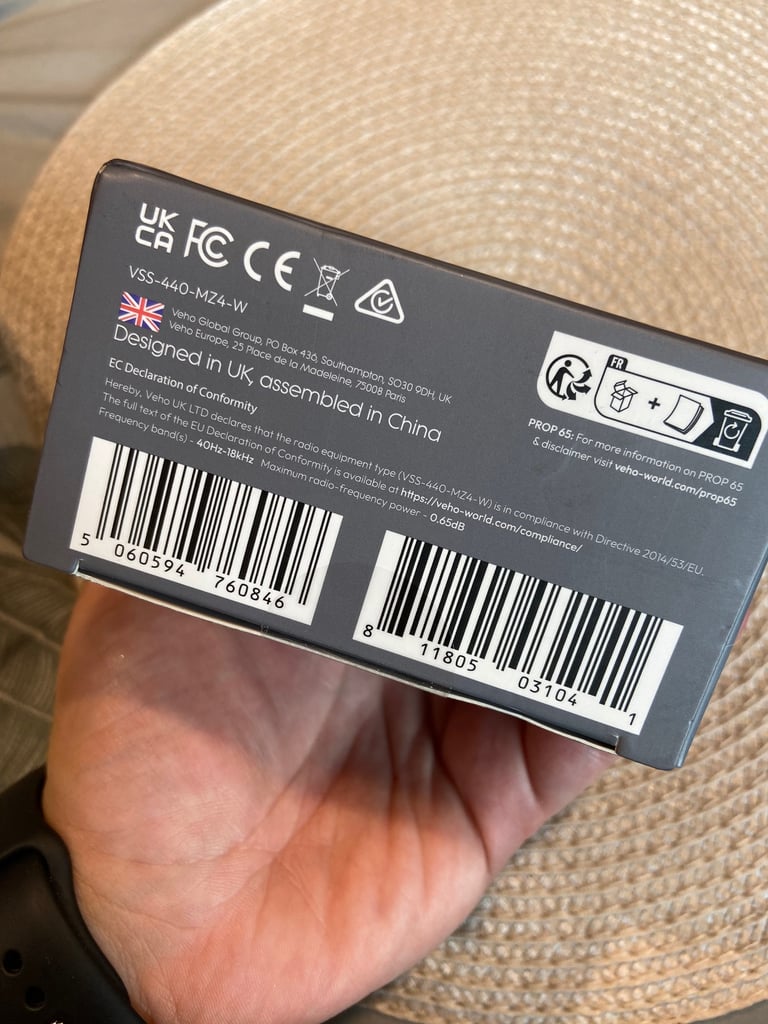 UK
CA FC CE
VSS-440-MZ4-W
Veho Global Group, PO Box 436, Southampton, SO30 9DH, UK
Veho Europe, 25 Place de la Madeleine, 75008 Paris
Designed in UK, assembled in China
EC Declaration of Conformity
Hereby, Veho UK LTD declares that the radio equipment type (VSS-440-MZ4-W) is in compliance with Directive 2014/53/EU.
The full text of the EU Declaration of Conformity is available at https://veho-world.com/compliance/
Frequency band(s) - 40Hz-18kHz Maximum radio-frequency power - 0.65dB
FR
PROP 65: For more information on PROP 65
& disclaimer visit veho-world.com/prop65
5 060594 760846
8 11805 03104 1